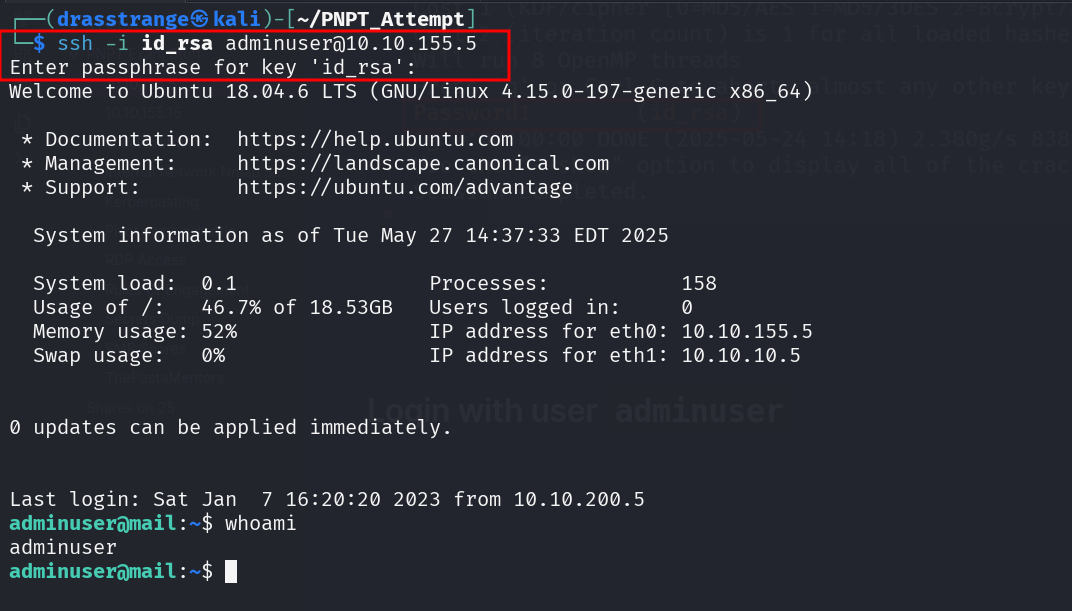 ┌──(drasstrange㉿kali)-[~/PNPT_Attempt]
└─$ ssh -i id_rsa adminuser@10.10.155.5
Enter passphrase for key 'id_rsa':
Welcome to Ubuntu 18.04.6 LTS (GNU/Linux 4.15.0-197-generic x86_64)
* Documentation: https://help.ubuntu.com
* Management: https://landscape.canonical.com
* Support: https://ubuntu.com/advantage
System information as of Tue May 27 14:37:33 EDT 2025
System load: 0.1 Processes: 158
Usage of /: 46.7% of 18.53GB Users logged in: 0
Memory usage: 52% IP address for eth0: 10.10.155.5
Swap usage: 0% IP address for eth1: 10.10.10.5
Login with user adminuser
0 updates can be applied immediately.
Last login: Sat Jan 7 16:20:20 2023 from 10.10.200.5
adminuser@mail:~$ whoami
adminuser
adminuser@mail:~$